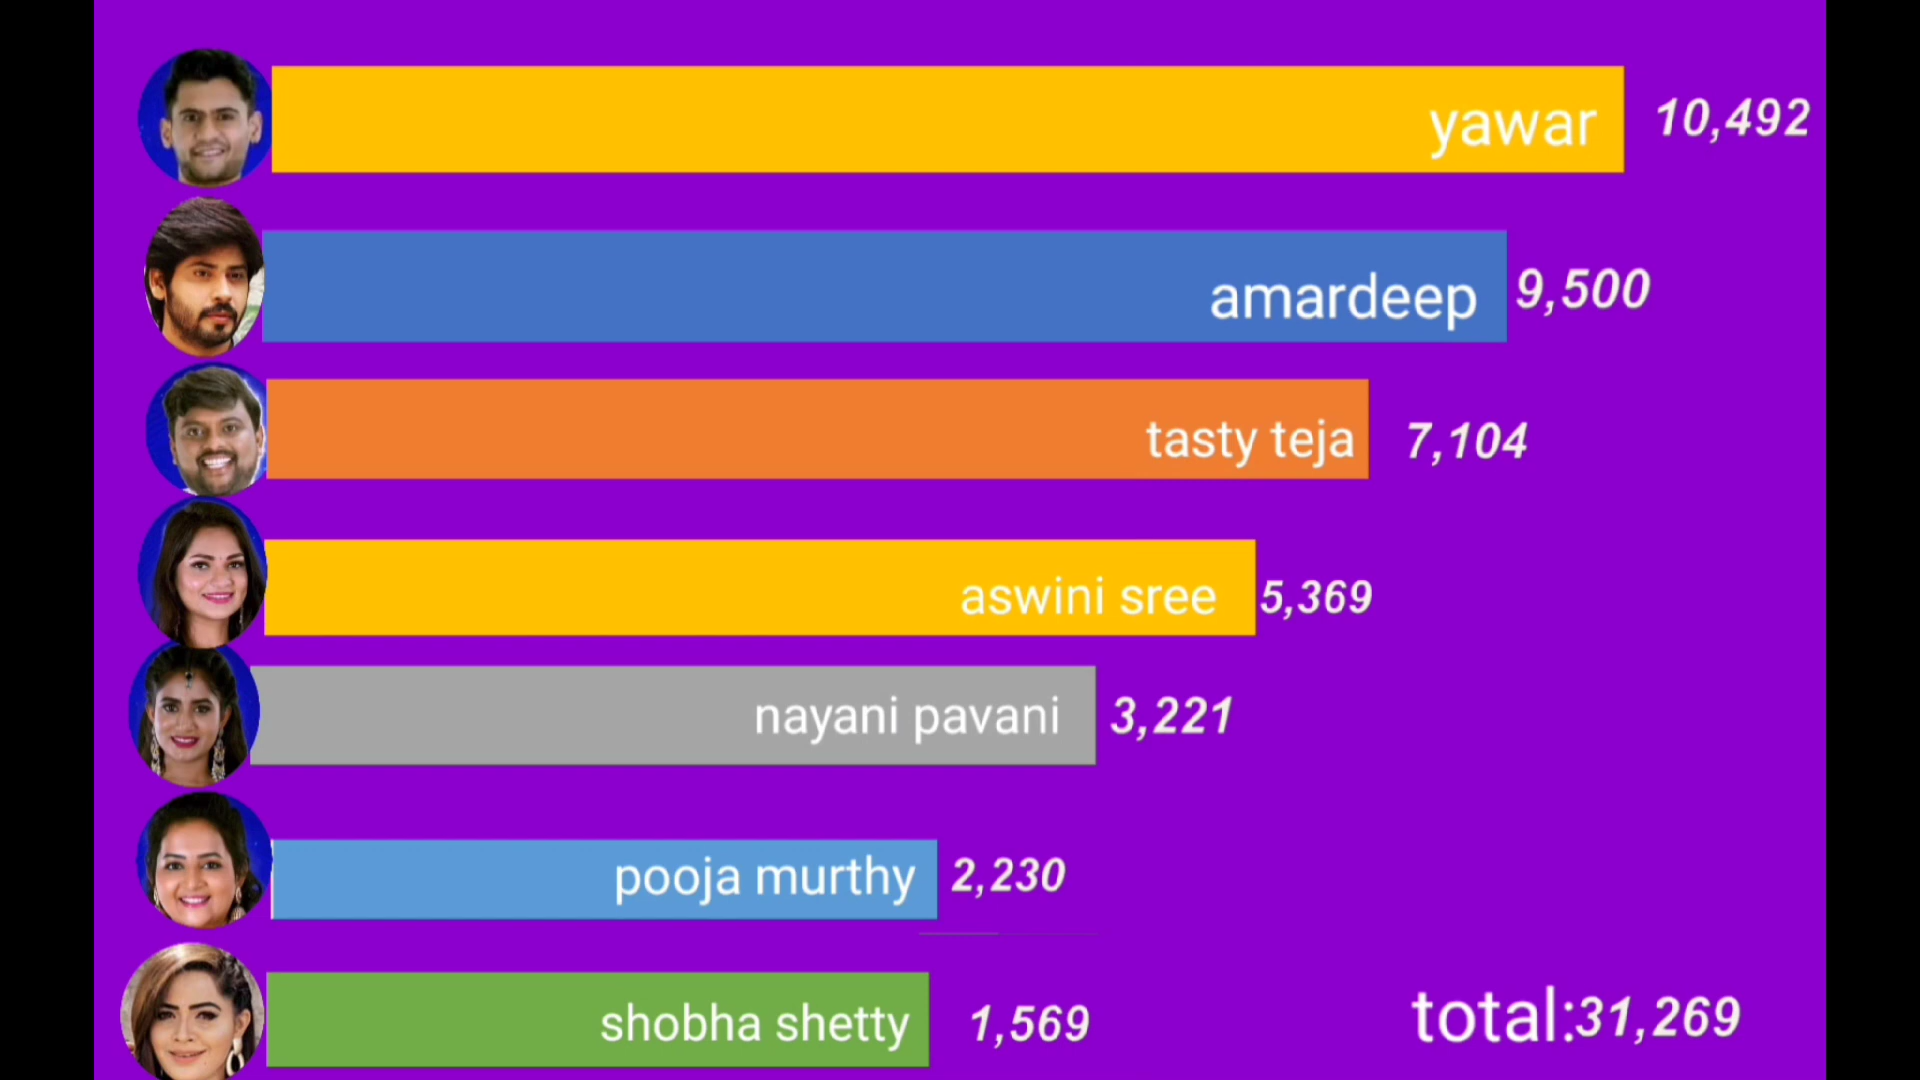 yawar 10,492
amardeep 9,500
tasty teja 7,104
aswini sree 5,369
nayani pavani 3,221
pooja murthy 2,230
shobha shetty 1,569
total:31,269